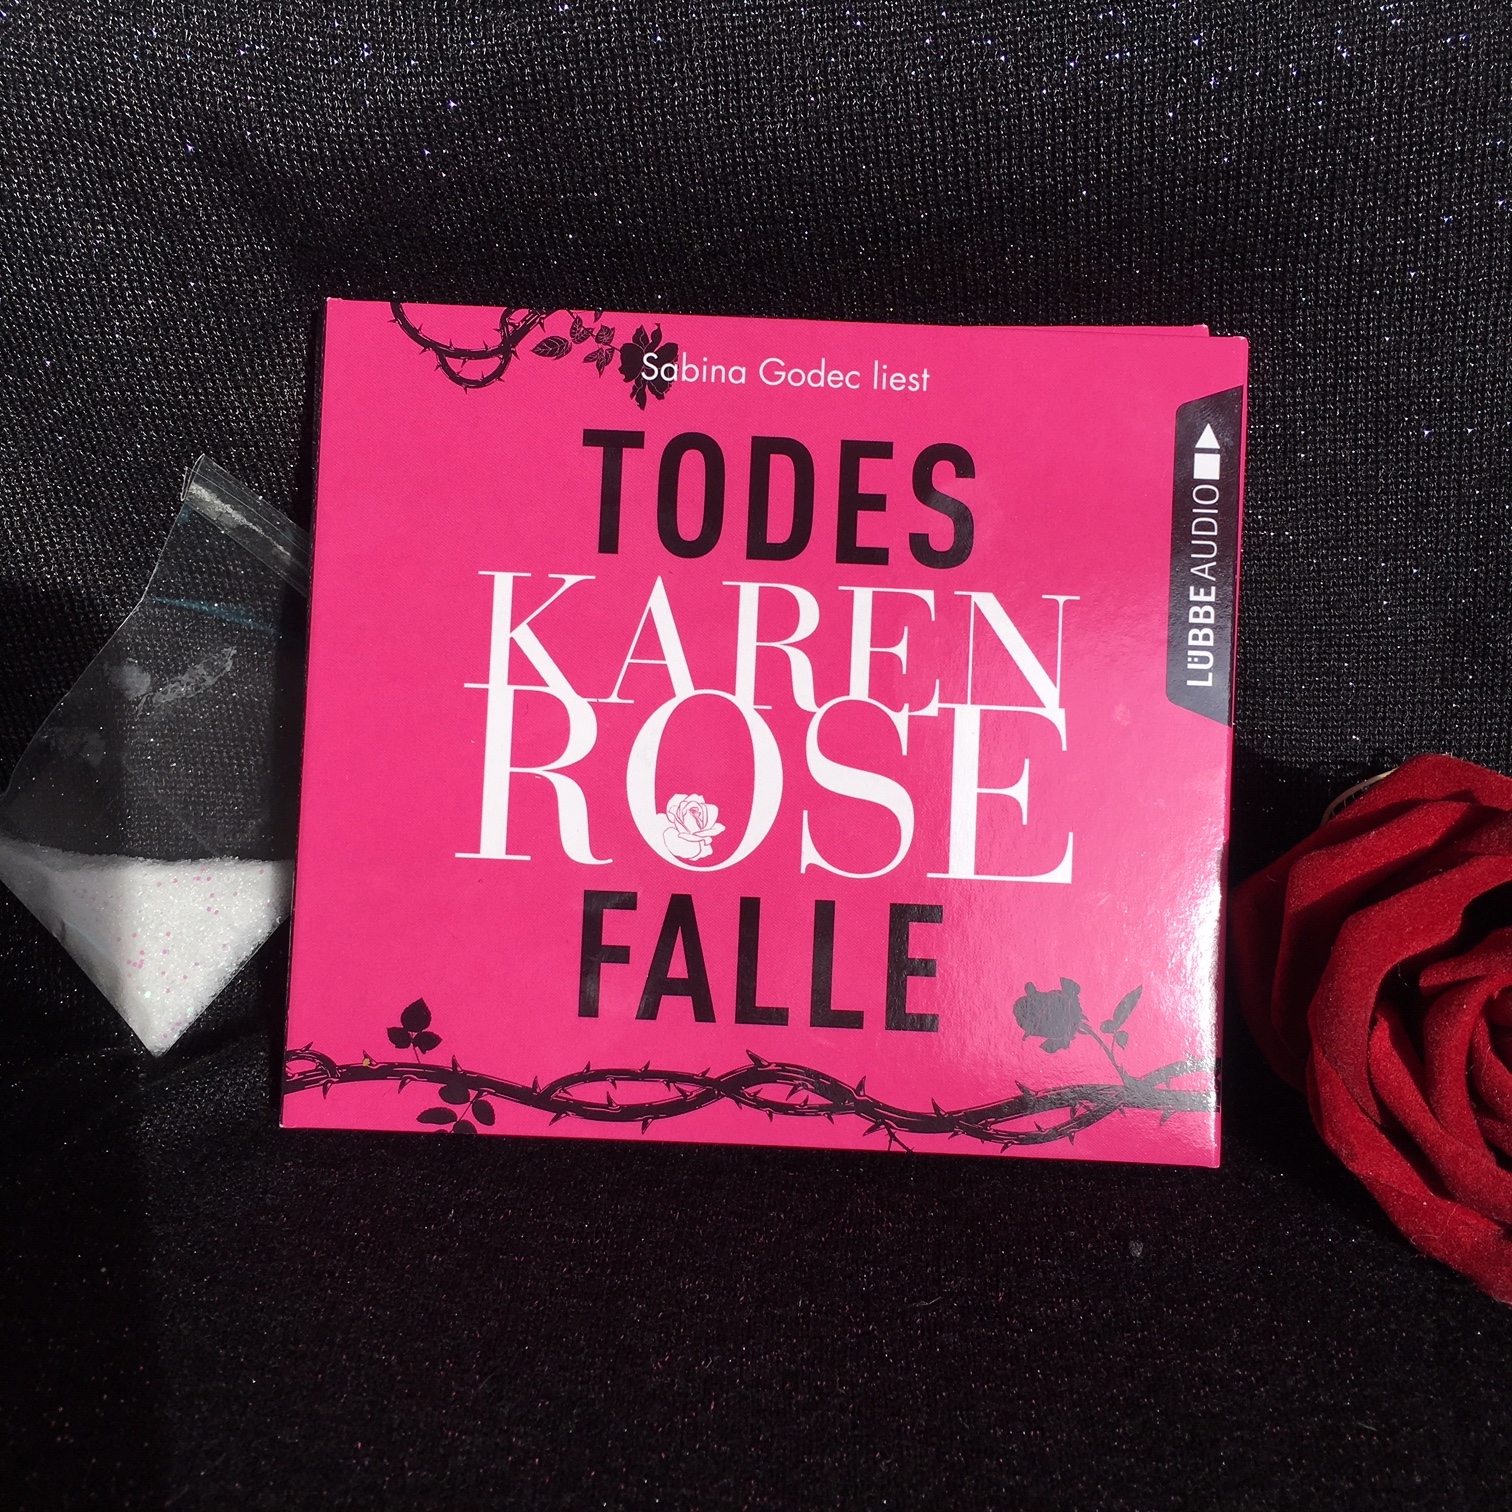 Sabina Godec liest
TODES
KAREN
ROSE
FALLE
LÜBBE AUDIO